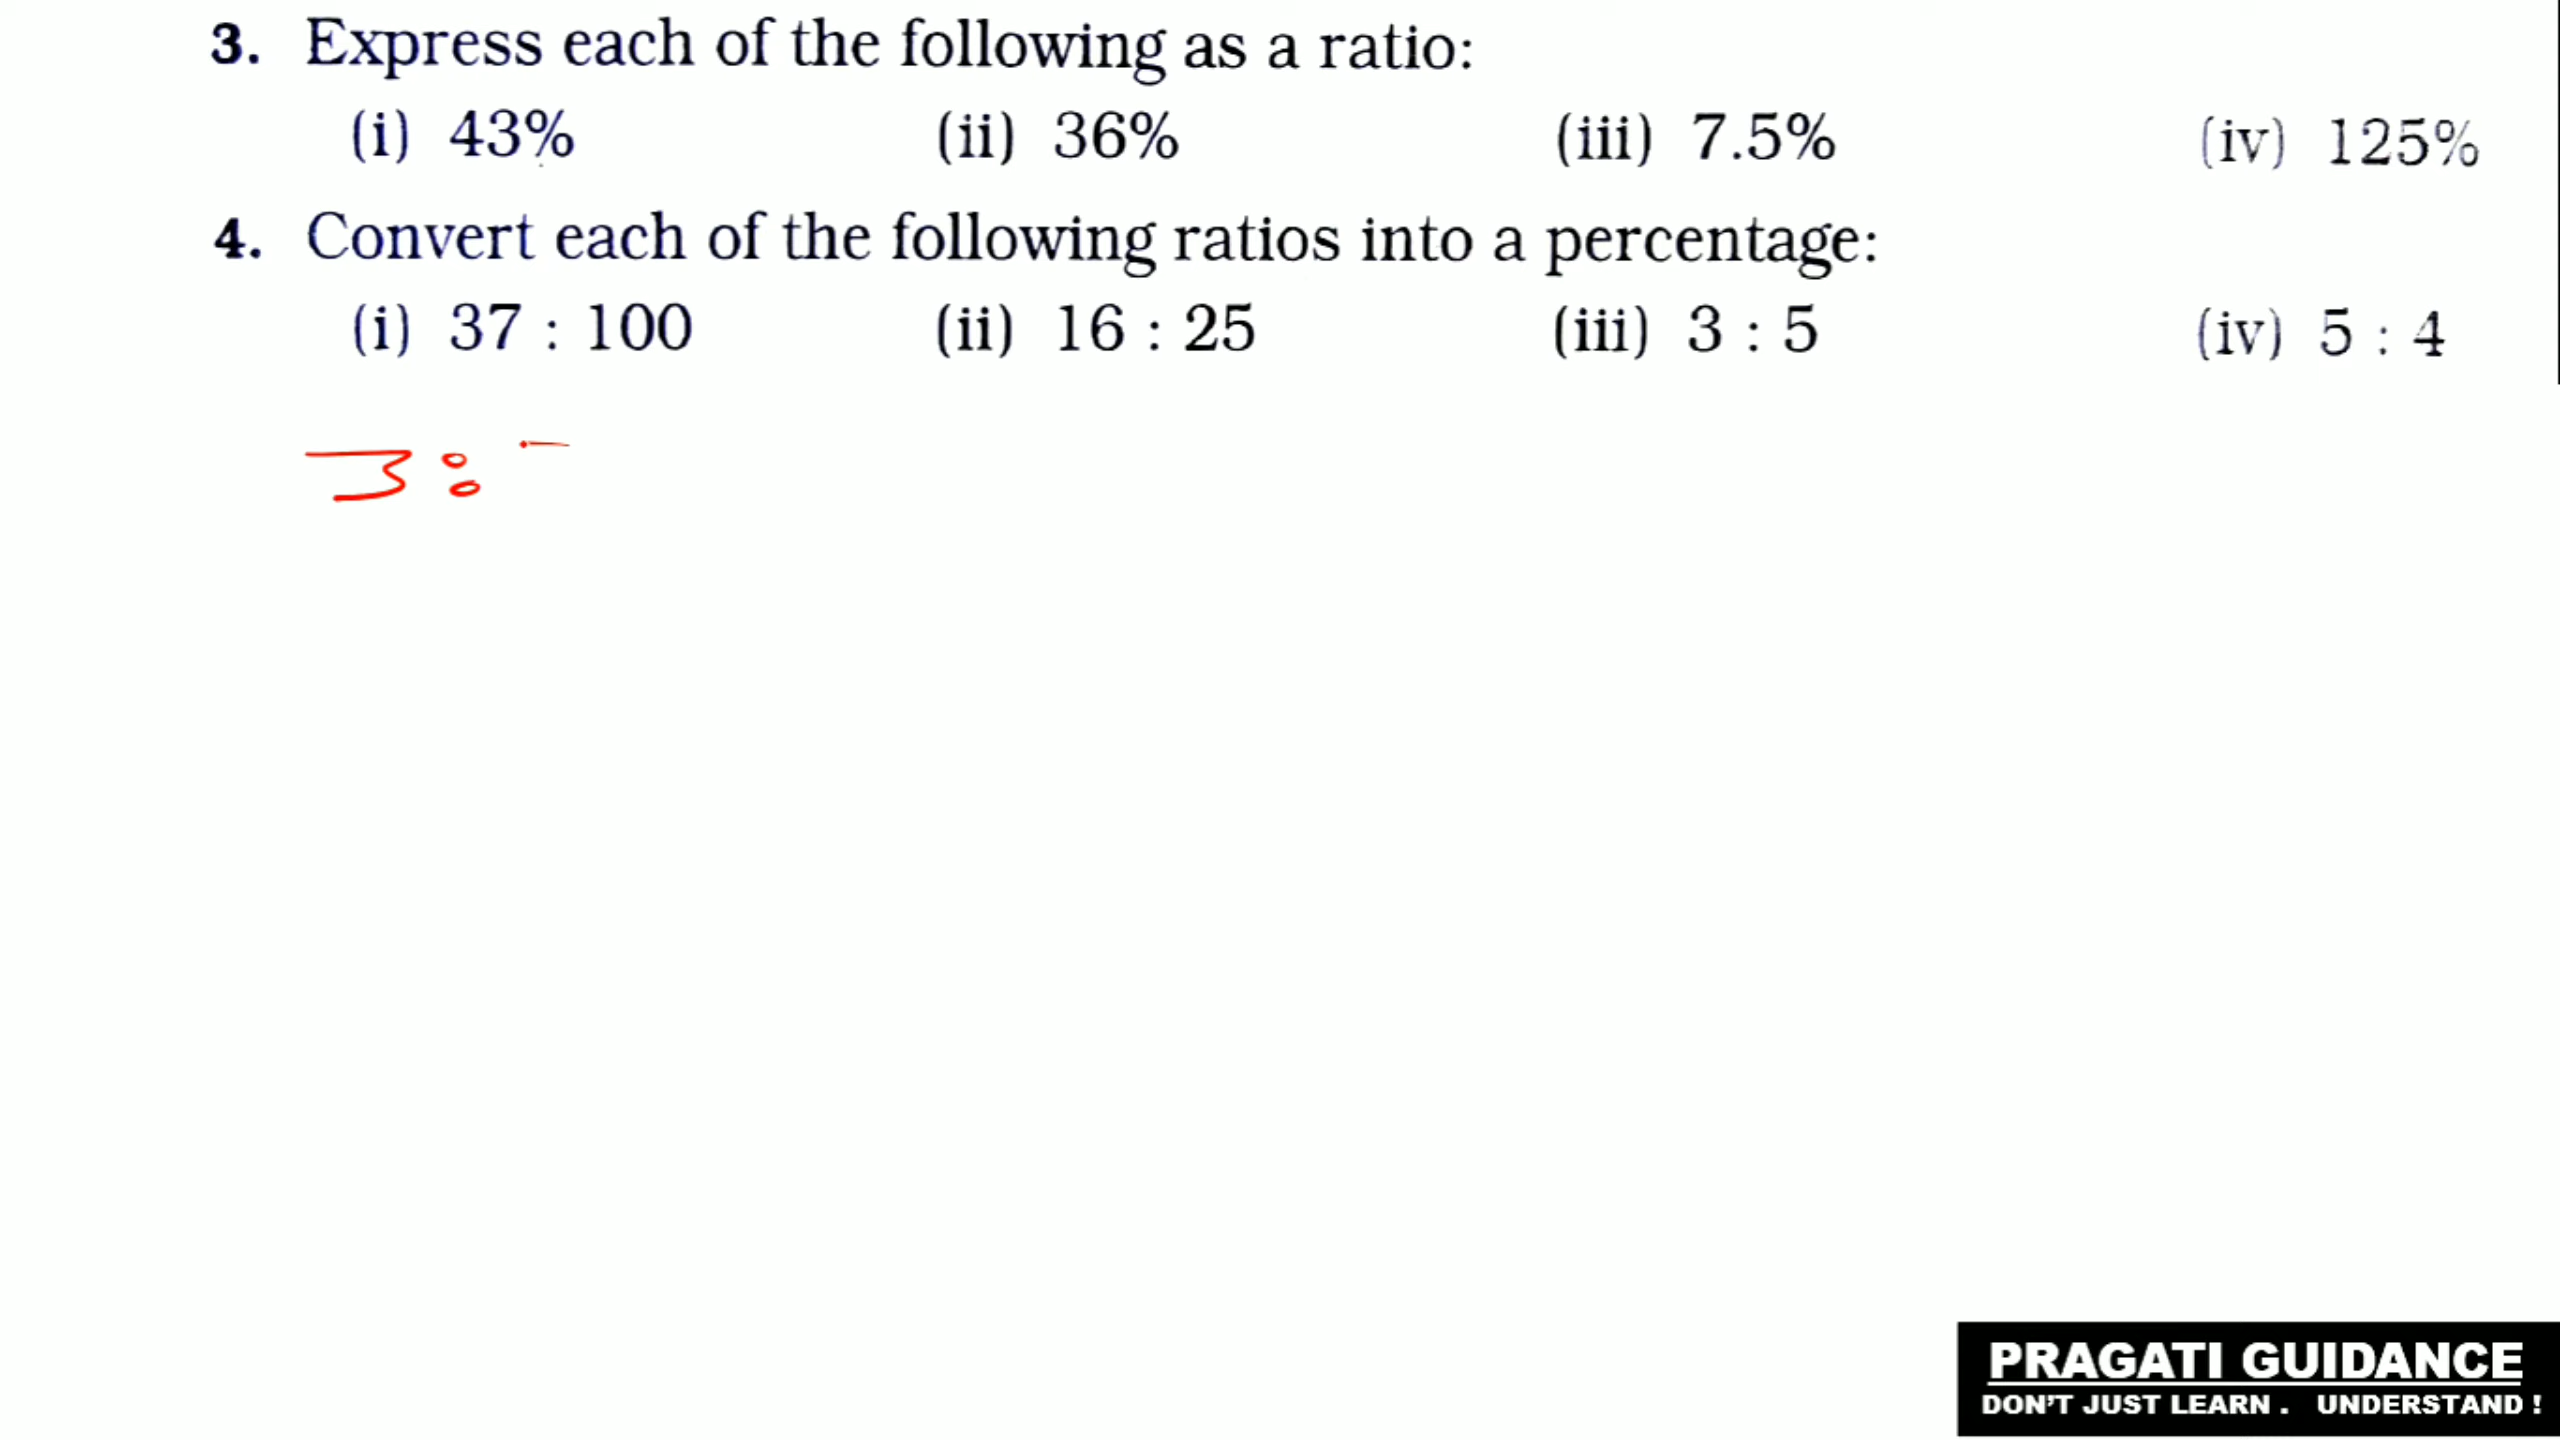 3. Express each of the following as a ratio:
(i) 43% (ii) 36% (iii) 7.5% (iv) 125%
4. Convert each of the following ratios into a percentage:
(i) 37 : 100 (ii) 16 : 25 (iii) 3 : 5 (iv) 5 : 4
3 :
PRAGATI GUIDANCE
DON'T JUST LEARN . UNDERSTAND !